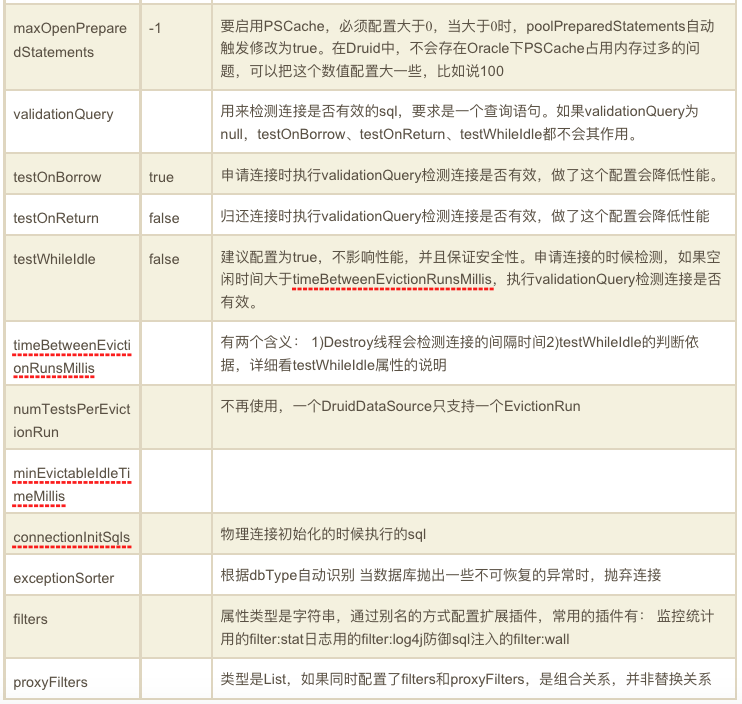 maxOpenPrepare -1 要启用PSCache，必须配置大于0，当大于0时，poolPreparedStatements自动
dStatements 触发修改为true。在Druid中，不会存在Oracle下PSCache占用内存过多的问
题，可以把这个数值配置大一些，比如说100
validationQuery 用来检测连接是否有效的sql，要求是一个查询语句。如果validationQuery为
null，testOnBorrow、testOnReturn、testWhileIdle都不会其作用。
testOnBorrow true 申请连接时执行validationQuery检测连接是否有效，做了这个配置会降低性能。
testOnReturn false 归还连接时执行validationQuery检测连接是否有效，做了这个配置会降低性能
testWhileIdle false 建议配置为true，不影响性能，并且保证安全性。申请连接的时候检测，如果空
闲时间大于timeBetweenEvictionRunsMillis，执行validationQuery检测连接是否
有效。
timeBetweenEvicti 有两个含义： 1)Destroy线程会检测连接的间隔时间2)testWhileIdle的判断依
onRunsMillis 据，详细看testWhileIdle属性的说明
numTestsPerEvict 不再使用，一个DruidDataSource只支持一个EvictionRun
ionRun
minEvictableIdleTi
meMillis
connectionInitSqls 物理连接初始化的时候执行的sql
exceptionSorter 根据dbType自动识别 当数据库抛出一些不可恢复的异常时，抛弃连接
filters 属性类型是字符串，通过别名的方式配置扩展插件，常用的插件有： 监控统计
用的filter:stat日志用的filter:log4j防御sql注入的filter:wall
proxyFilters 类型是List，如果同时配置了filters和proxyFilters，是组合关系，并非替换关系